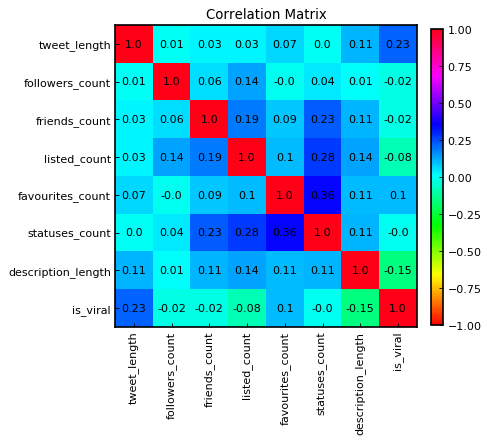 Correlation Matrix
tweet_length 1.0 0.01 0.03 0.03 0.07 0.0 0.11 0.23
followers_count 0.01 1.0 0.06 0.14 -0.0 0.04 0.01 -0.02
friends_count 0.03 0.06 1.0 0.19 0.09 0.23 0.11 -0.02
listed_count 0.03 0.14 0.19 1.0 0.1 0.28 0.14 -0.08
favourites_count 0.07 -0.0 0.09 0.1 1.0 0.36 0.11 0.1
statuses_count 0.0 0.04 0.23 0.28 0.36 1.0 0.11 -0.0
description_length 0.11 0.01 0.11 0.14 0.11 0.11 1.0 -0.15
is_viral 0.23 -0.02 -0.02 -0.08 0.1 -0.0 -0.15 1.0
tweet_length
followers_count
friends_count
listed_count
favourites_count
statuses_count
description_length
is_viral
1.00
0.75
0.50
0.25
0.00
−0.25
−0.50
−0.75
−1.00